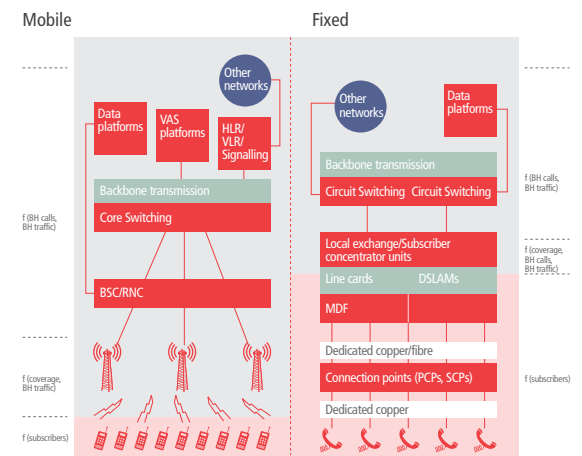 Mobile
Fixed
Other
networks
Data
platforms
VAS
platforms
HLR/
VLR/
Signalling
Backbone transmission
Core Switching
BSC/RNC
f (BH calls,
BH traffic)
f (coverage,
BH traffic)
f (subscribers)
Other
networks
Data
platforms
Backbone transmission
Circuit Switching Circuit Switching
Local exchange/Subscriber
concentrator units
Line cards DSLAMs
MDF
Dedicated copper/fibre
Connection points (PCPs, SCPs)
Dedicated copper
f (BH calls,
BH traffic)
f (coverage,
BH calls,
BH traffic)
f (subscribers)